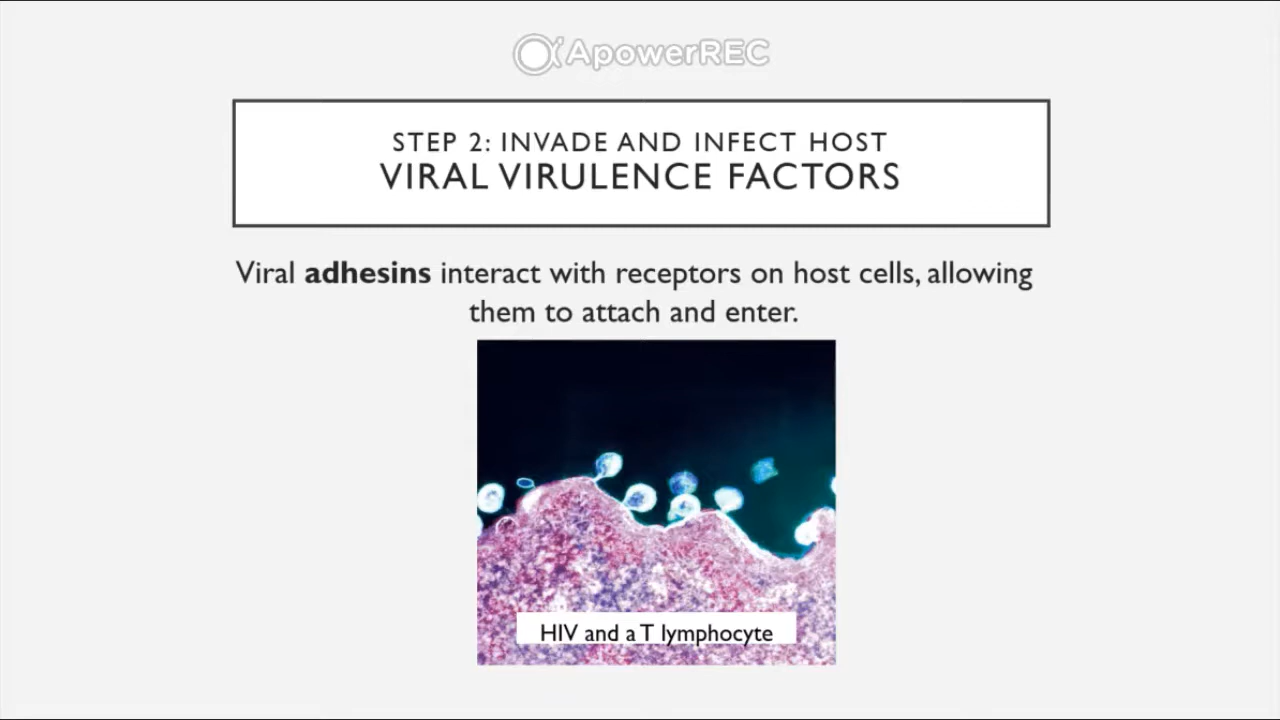 ApowerREC
STEP 2: INVADE AND INFECT HOST
VIRAL VIRULENCE FACTORS
Viral adhesins interact with receptors on host cells, allowing
them to attach and enter.
HIV and a T lymphocyte